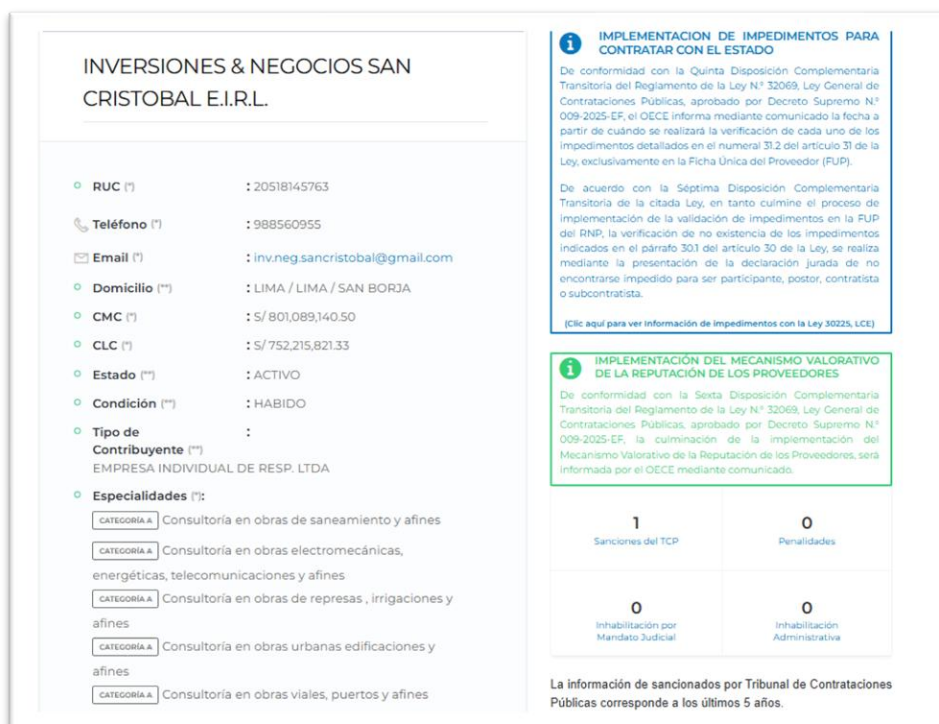 INVERSIONES & NEGOCIOS SAN
CRISTOBAL E.I.R.L.
RUC (*) : 20518145763
Teléfono (*) : 988560955
Email (*) : inv.neg.sancristobal@gmail.com
Domicilio (**) : LIMA / LIMA / SAN BORJA
CMC (*) : S/ 801,089,140.50
CLC (*) : S/ 752,215,821.33
Estado (**) : ACTIVO
Condición (**) : HABIDO
Tipo de :
Contribuyente (**)
EMPRESA INDIVIDUAL DE RESP. LTDA
Especialidades (*):
CATEGORÍA A Consultoría en obras de saneamiento y afines
CATEGORÍA A Consultoría en obras electromecánicas,
energéticas, telecomunicaciones y afines
CATEGORÍA A Consultoría en obras de represas , irrigaciones y
afines
CATEGORÍA A Consultoría en obras urbanas edificaciones y
afines
CATEGORÍA A Consultoría en obras viales, puertos y afines
IMPLEMENTACION DE IMPEDIMENTOS PARA
CONTRATAR CON EL ESTADO
De conformidad con la Quinta Disposición Complementaria
Transitoria del Reglamento de la Ley N.° 32069, Ley General de
Contrataciones Públicas, aprobado por Decreto Supremo N.°
009-2025-EF, el OECE informa mediante comunicado la fecha a
partir de cuándo se realizará la verificación de cada uno de los
impedimentos detallados en el numeral 31.2 del artículo 31 de la
Ley, exclusivamente en la Ficha Única del Proveedor (FUP).
De acuerdo con la Séptima Disposición Complementaria
Transitoria de la citada Ley, en tanto culmine el proceso de
implementación de la validación de impedimentos en la FUP
del RNP, la verificación de no existencia de los impedimentos
indicados en el párrafo 30.1 del artículo 30 de la Ley, se realiza
mediante la presentación de la declaración jurada de no
encontrarse impedido para ser participante, postor, contratista
o subcontratista.
(Clic aquí para ver Información de impedimentos con la Ley 30225, LCE)
IMPLEMENTACIÓN DEL MECANISMO VALORATIVO
DE LA REPUTACIÓN DE LOS PROVEEDORES
De conformidad con la Sexta Disposición Complementaria
Transitoria del Reglamento de la Ley N.° 32069, Ley General de
Contrataciones Públicas, aprobado por Decreto Supremo N.°
009-2025-EF, la culminación de la implementación del
Mecanismo Valorativo de la Reputación de los Proveedores, será
informada por el OECE mediante comunicado.
1
Sanciones del TCP
0
Penalidades
0
Inhabilitación por
Mandato Judicial
0
Inhabilitación
Administrativa
La información de sancionados por Tribunal de Contrataciones
Públicas corresponde a los últimos 5 años.